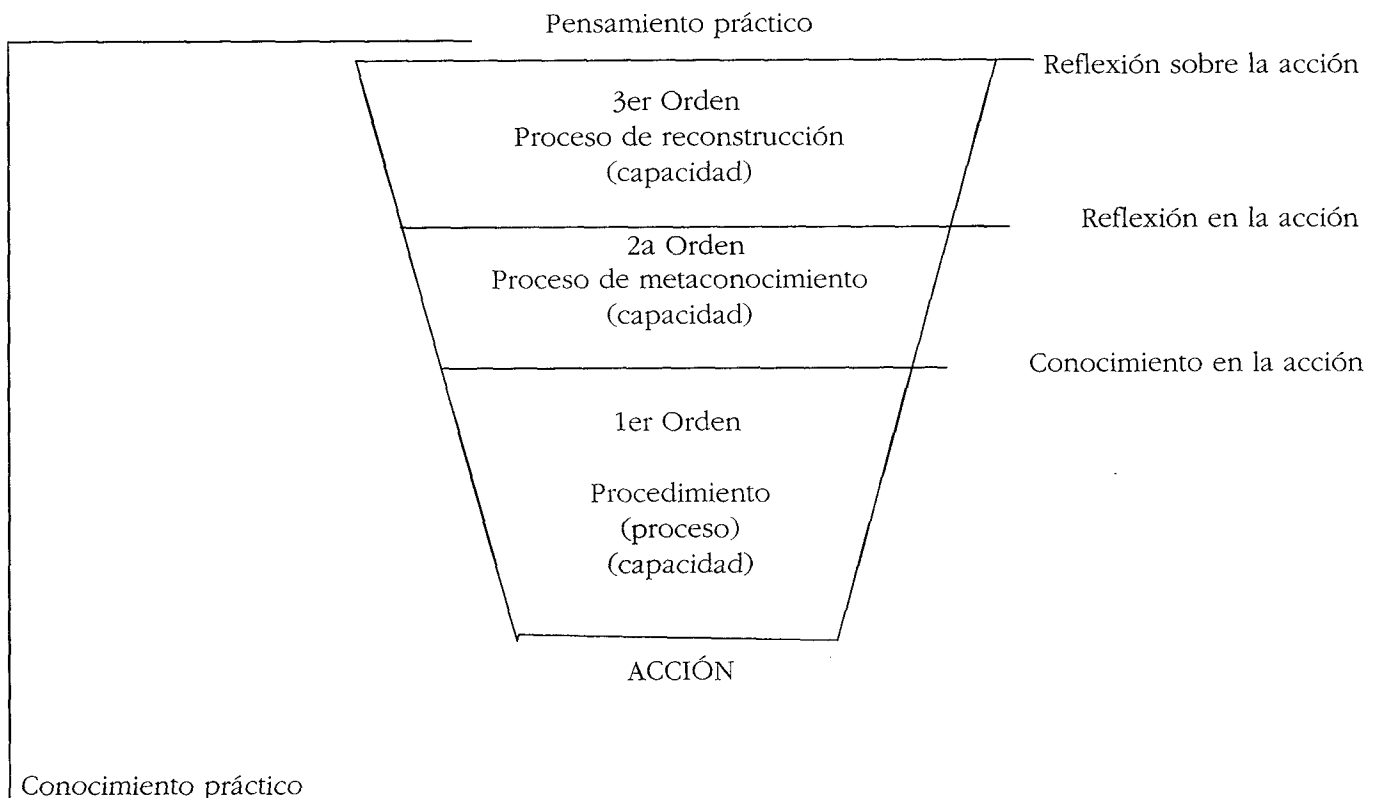 Pensamiento práctico
Reflexión sobre la acción
3er Orden
Proceso de reconstrucción
(capacidad)
Reflexión en la acción
2a Orden
Proceso de metaconocimiento
(capacidad)
Conocimiento en la acción
1er Orden
Procedimiento
(proceso)
(capacidad)
ACCIÓN
Conocimiento práctico